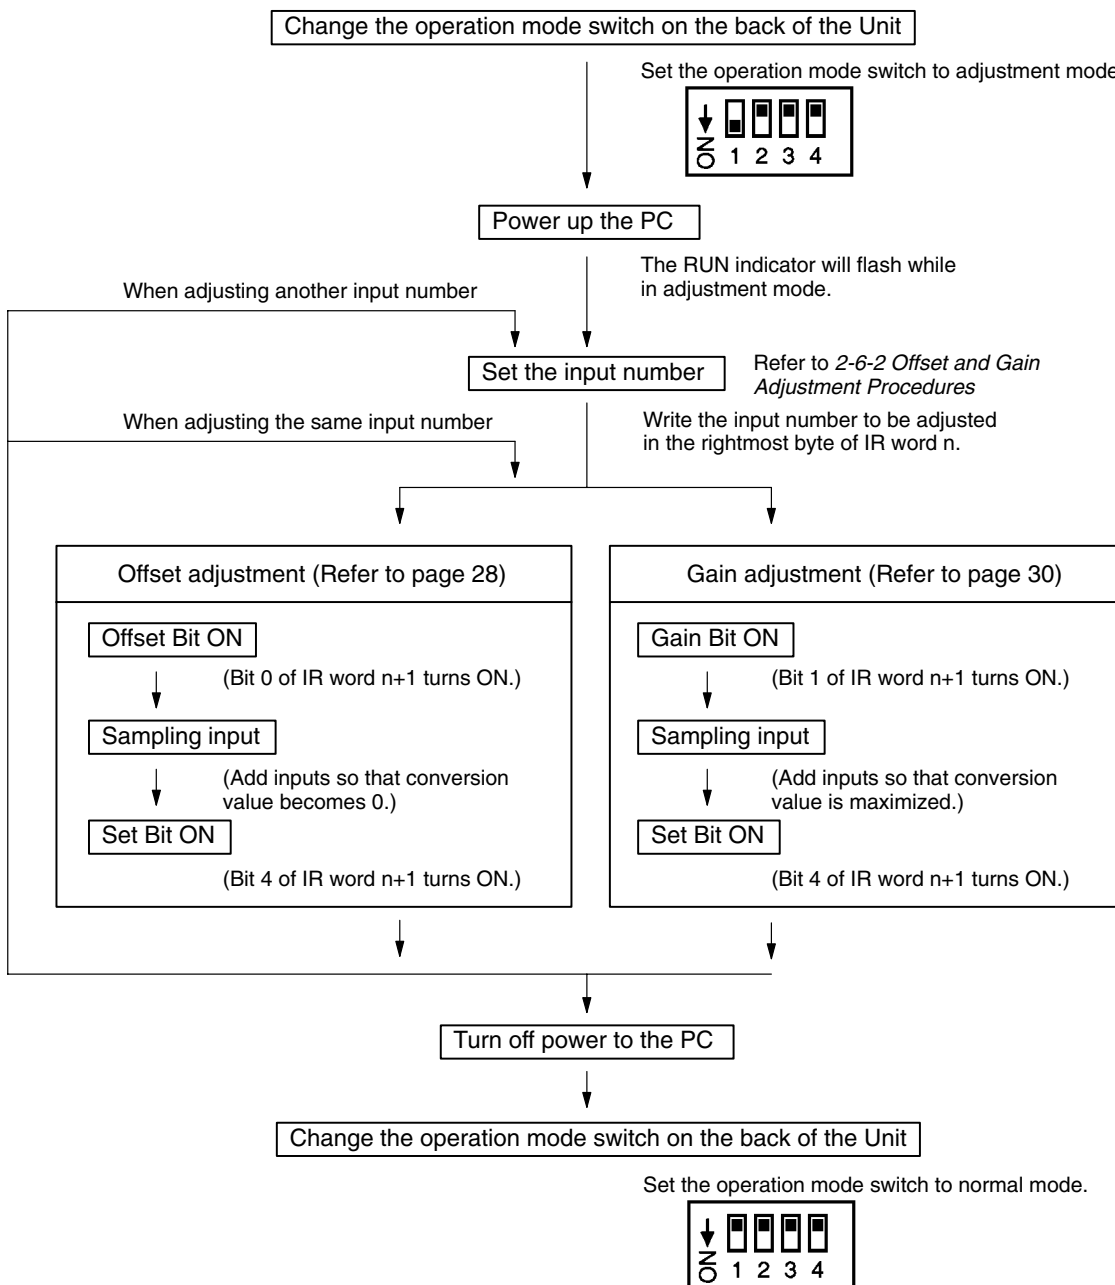 Change the operation mode switch on the back of the Unit
Set the operation mode switch to adjustment mode
ON 1 2 3 4
Power up the PC
The RUN indicator will flash while
in adjustment mode.
When adjusting another input number
Set the input number
Refer to 2-6-2 Offset and Gain
Adjustment Procedures
When adjusting the same input number
Write the input number to be adjusted
in the rightmost byte of IR word n.
Offset adjustment (Refer to page 28)
Offset Bit ON
(Bit 0 of IR word n+1 turns ON.)
Sampling input
(Add inputs so that conversion
value becomes 0.)
Set Bit ON
(Bit 4 of IR word n+1 turns ON.)
Gain adjustment (Refer to page 30)
Gain Bit ON
(Bit 1 of IR word n+1 turns ON.)
Sampling input
(Add inputs so that conversion
value is maximized.)
Set Bit ON
(Bit 4 of IR word n+1 turns ON.)
Turn off power to the PC
Change the operation mode switch on the back of the Unit
Set the operation mode switch to normal mode.
ON 1 2 3 4